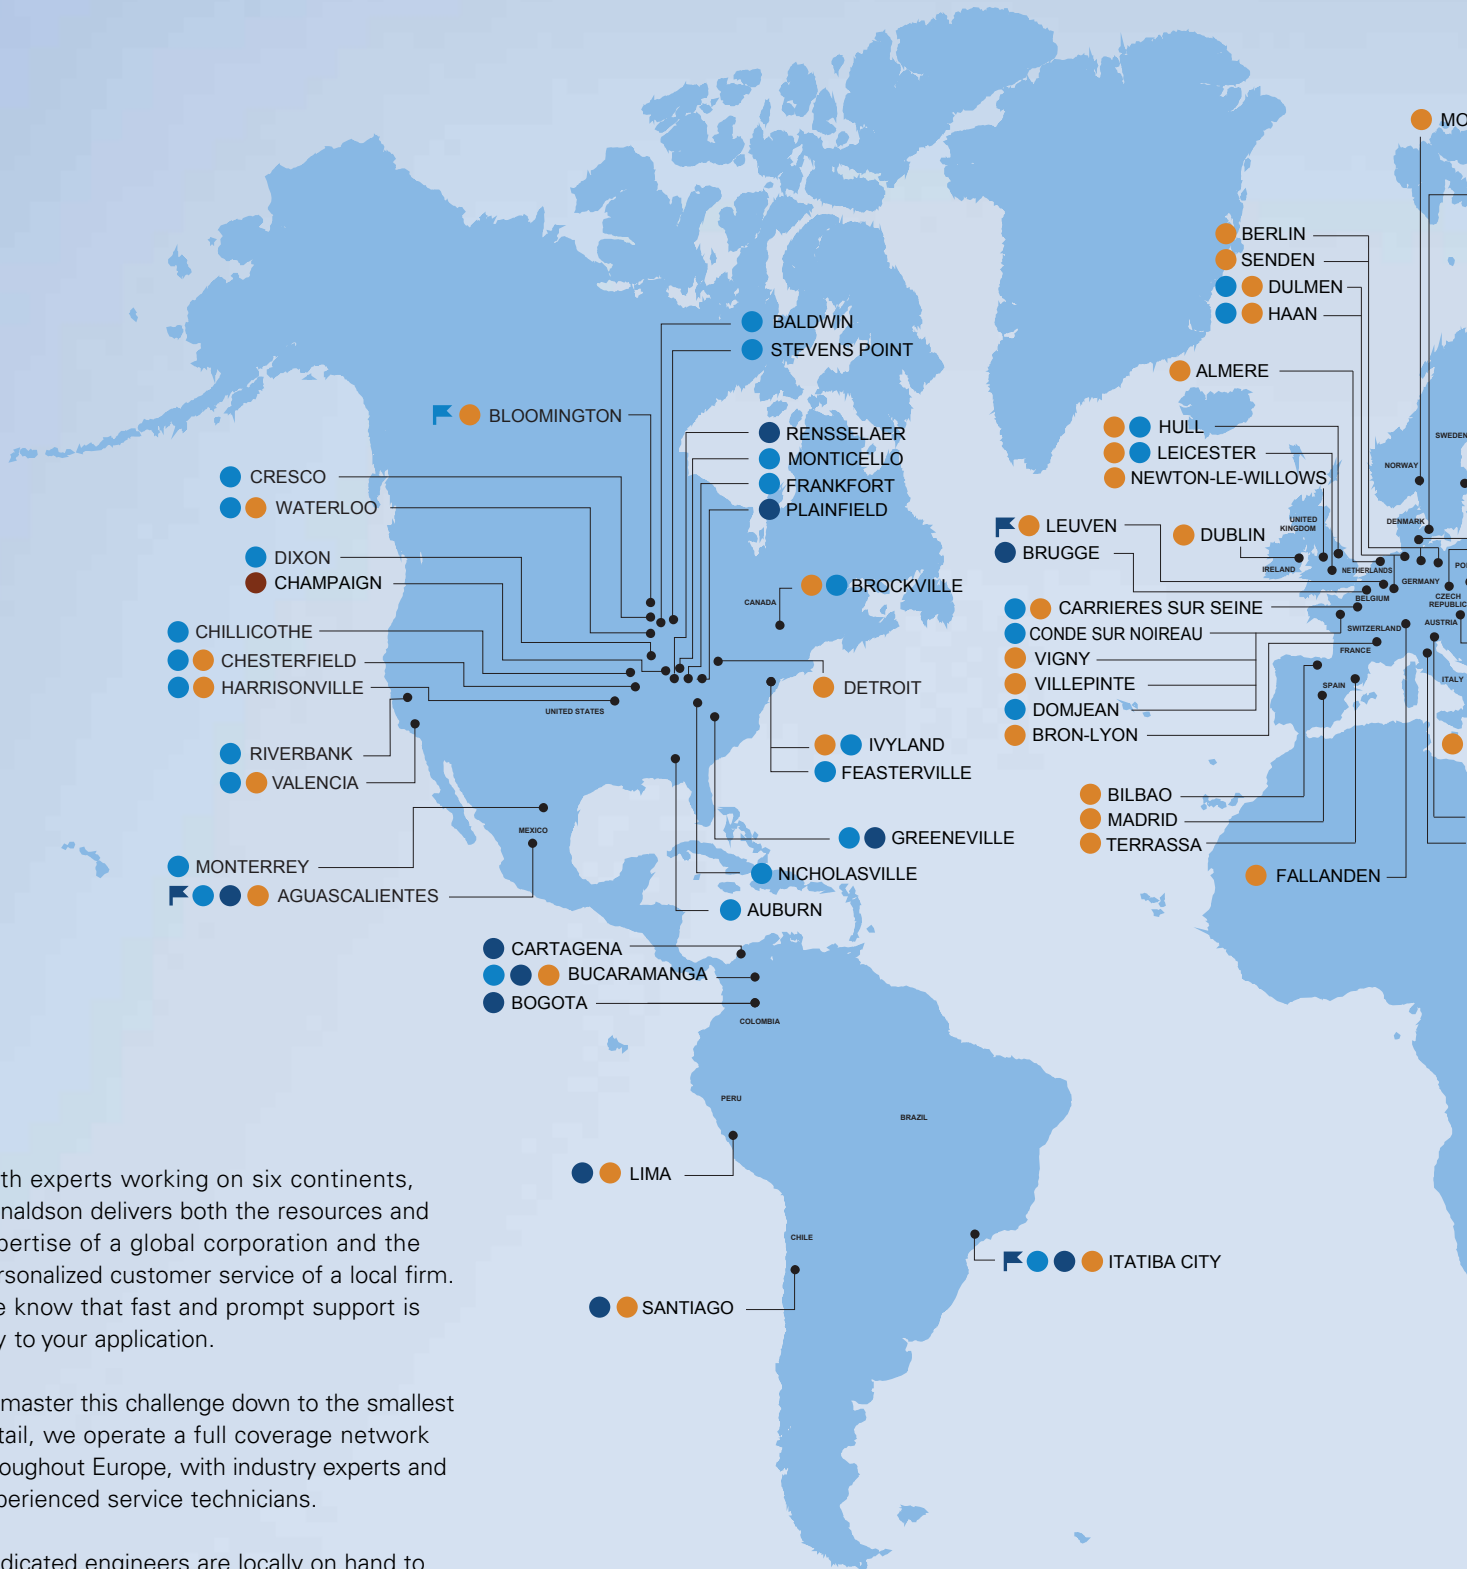 MO
BERLIN
SENDEN
DULMEN
HAAN
BALDWIN
STEVENS POINT
ALMERE
BLOOMINGTON
HULL
RENSSELAER
SWEDEN
LEICESTER
MONTICELLO
NORWAY
CRESCO
NEWTON-LE-WILLOWS
FRANKFORT
WATERLOO
PLAINFIELD
UNITED
KINGDOM
DENMARK
LEUVEN
DUBLIN
BRUGGE
DIXON
IRELAND
NETHERLANDS
PO
CHAMPAIGN
GERMANY
BROCKVILLE
BELGIUM
CZECH
REPUBLIC
CANADA
CARRIERES SUR SEINE
AUSTRIA
CHILLICOTHE
CONDE SUR NOIREAU
SWITZERLAND
FRANCE
CHESTERFIELD
VIGNY
HARRISONVILLE
DETROIT
VILLEPINTE
SPAIN
ITALY
UNITED STATES
DOMJEAN
BRON-LYON
RIVERBANK
IVYLAND
VALENCIA
FEASTERVILLE
BILBAO
MADRID
MEXICO
GREENEVILLE
TERRASSA
MONTERREY
NICHOLASVILLE
FALLANDEN
AGUASCALIENTES
AUBURN
CARTAGENA
BUCARAMANGA
BOGOTA
COLOMBIA
PERU
BRAZIL
LIMA
CHILE
ITATIBA CITY
SANTIAGO
th experts working on six continents,
naldson delivers both the resources and
pertise of a global corporation and the
rsonalized customer service of a local firm.
e know that fast and prompt support is
y to your application.
master this challenge down to the smallest
tail, we operate a full coverage network
roughout Europe, with industry experts and
perienced service technicians.
dicated engineers are locally on hand to